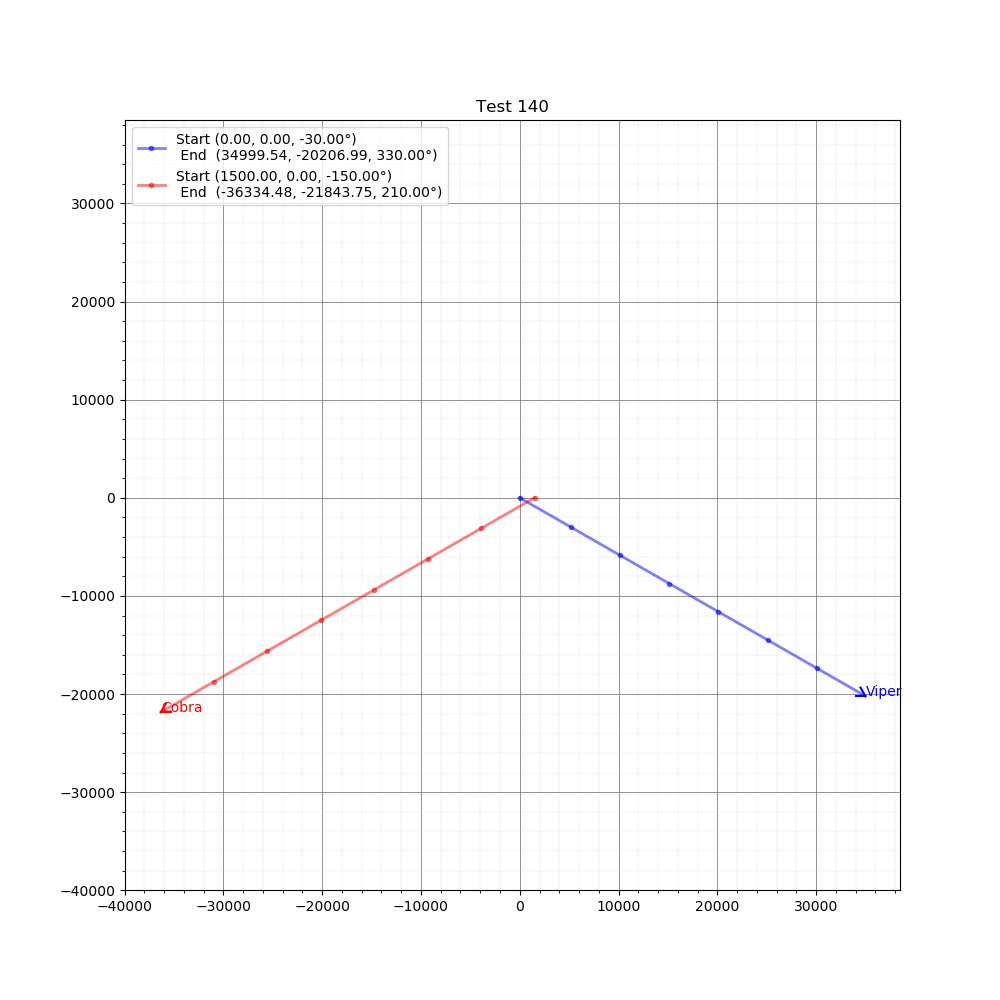 Test 140
Start (0.00, 0.00, -30.00°)
End  (34999.54, -20206.99, 330.00°)
Start (1500.00, 0.00, -150.00°)
End  (-36334.48, -21843.75, 210.00°)
30000
20000
10000
0
−10000
−20000
−30000
−40000
Cobra
Viper
−40000 −30000 −20000 −10000 0 10000 20000 30000